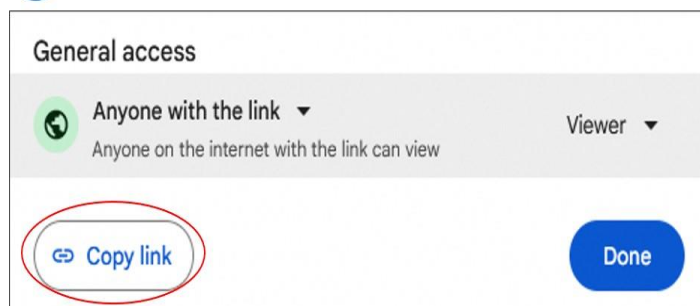 General access
Anyone with the link
Viewer
Anyone on the internet with the link can view
Copy link
Done